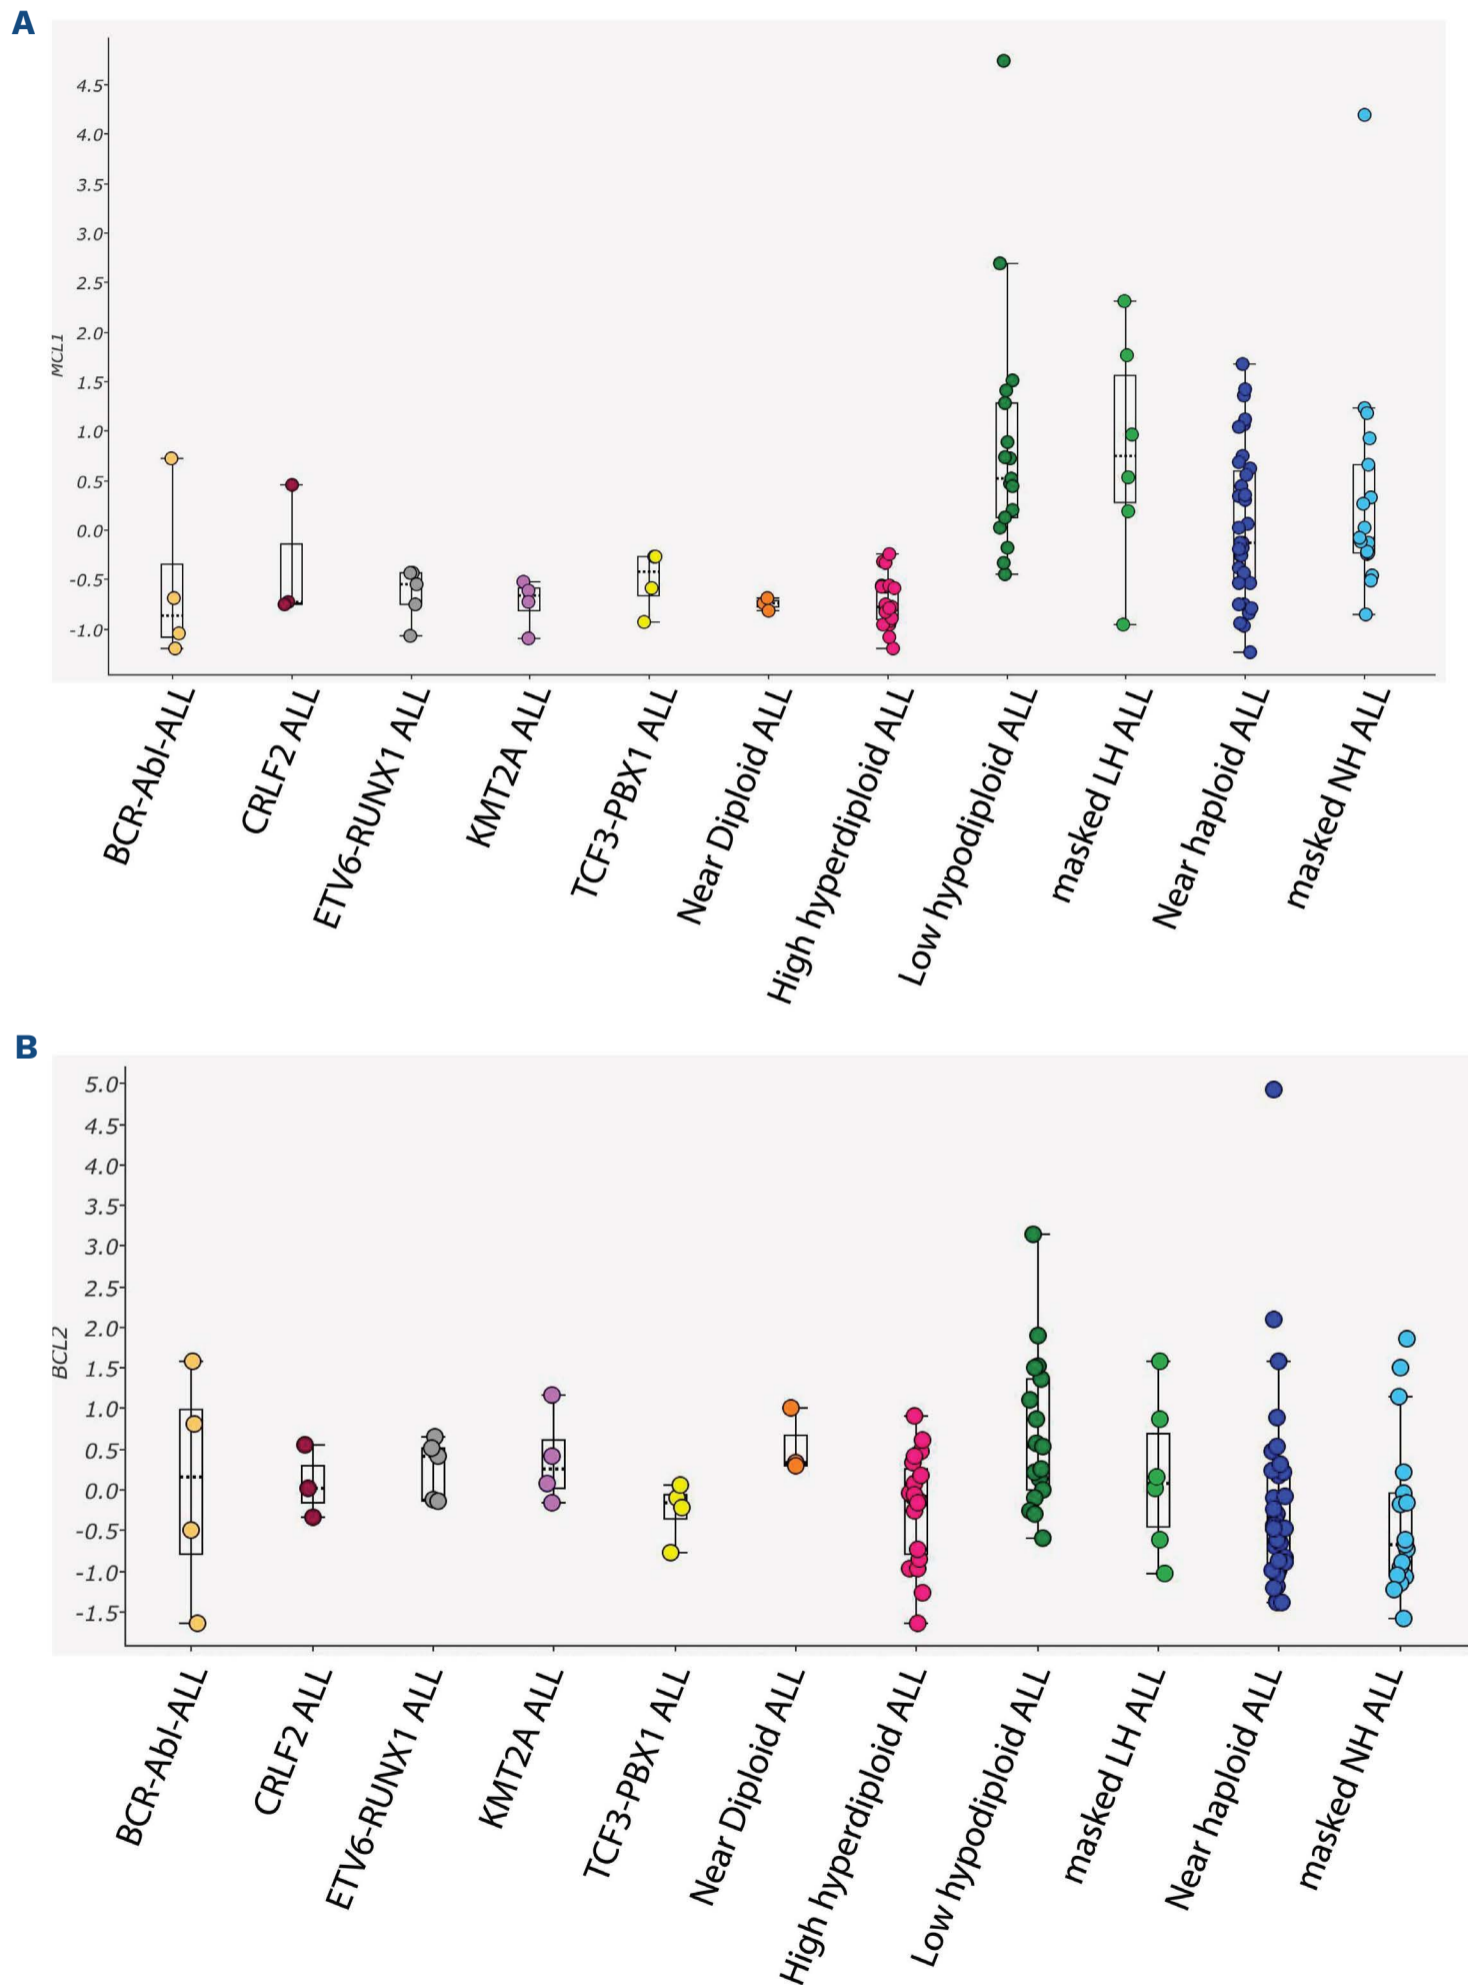 A
4.5
4.0
3.5
3.0
2.5
2.0
1.5
1.0
0.5
0.0
-0.5
-1.0
MCL1
BCR-Abl-ALL
CRLF2 ALL
ETV6-RUNX1 ALL
KMT2A ALL
TCF3-PBX1 ALL
Near Diploid ALL
High hyperdiploid ALL
Low hypodiploid ALL
masked LH ALL
Near haploid ALL
masked NH ALL
B
5.0
4.5
4.0
3.5
3.0
2.5
2.0
1.5
1.0
0.5
0.0
-0.5
-1.0
-1.5
BCL2
BCR-Abl-ALL
CRLF2 ALL
ETV6-RUNX1 ALL
KMT2A ALL
TCF3-PBX1 ALL
Near Diploid ALL
High hyperdiploid ALL
Low hypodiploid ALL
masked LH ALL
Near haploid ALL
masked NH ALL